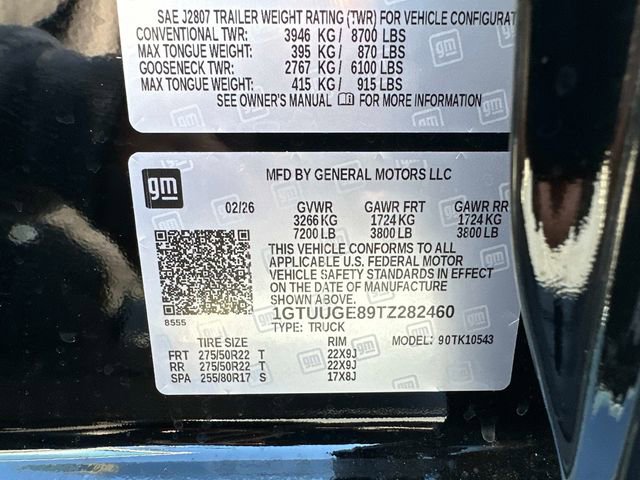 SAE J2807 TRAILER WEIGHT RATING (TWR) FOR VEHICLE CONFIGURAT
CONVENTIONAL TWR: 3946 KG/ 8700 LBS
MAX TONGUE WEIGHT: 395 KG/ 870 LBS
GOOSENECK TWR: 2767 KG/ 6100 LBS
MAX TONGUE WEIGHT: 415 KG/ 915 LBS
SEE OWNER'S MANUAL FOR MORE INFORMATION
gm
MFD BY GENERAL MOTORS LLC
02/26 GVWR GAWR FRT GAWR RR
3266 KG 1724 KG 1724 KG
7200 LB 3800 LB 3800 LB
THIS VEHICLE CONFORMS TO ALL
APPLICABLE U.S. FEDERAL MOTOR
VEHICLE SAFETY STANDARDS IN EFFECT
ON THE DATE OF MANUFACTURE
SHOWN ABOVE.
8555
1GTUUGE89TZ282460
TYPE: TRUCK
TIRE SIZE RIM MODEL: 90TK10543
FRT 275/50R22 T 22X9J
RR 275/50R22 T 22X9J
SPA 255/80R17 S 17X8J